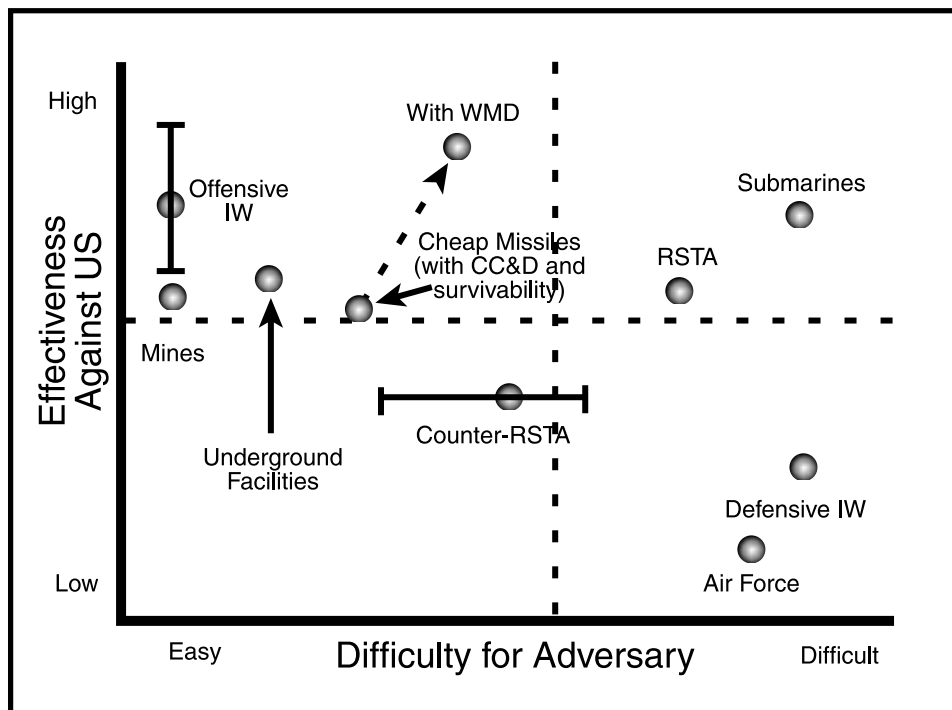 High
With WMD
Submarines
Offensive
IW
Cheap Missiles
(with CC&D and
survivability)
RSTA
Effectiveness
Against US
Mines
Counter-RSTA
Underground
Facilities
Defensive IW
Low
Air Force
Easy
Difficulty for Adversary
Difficult